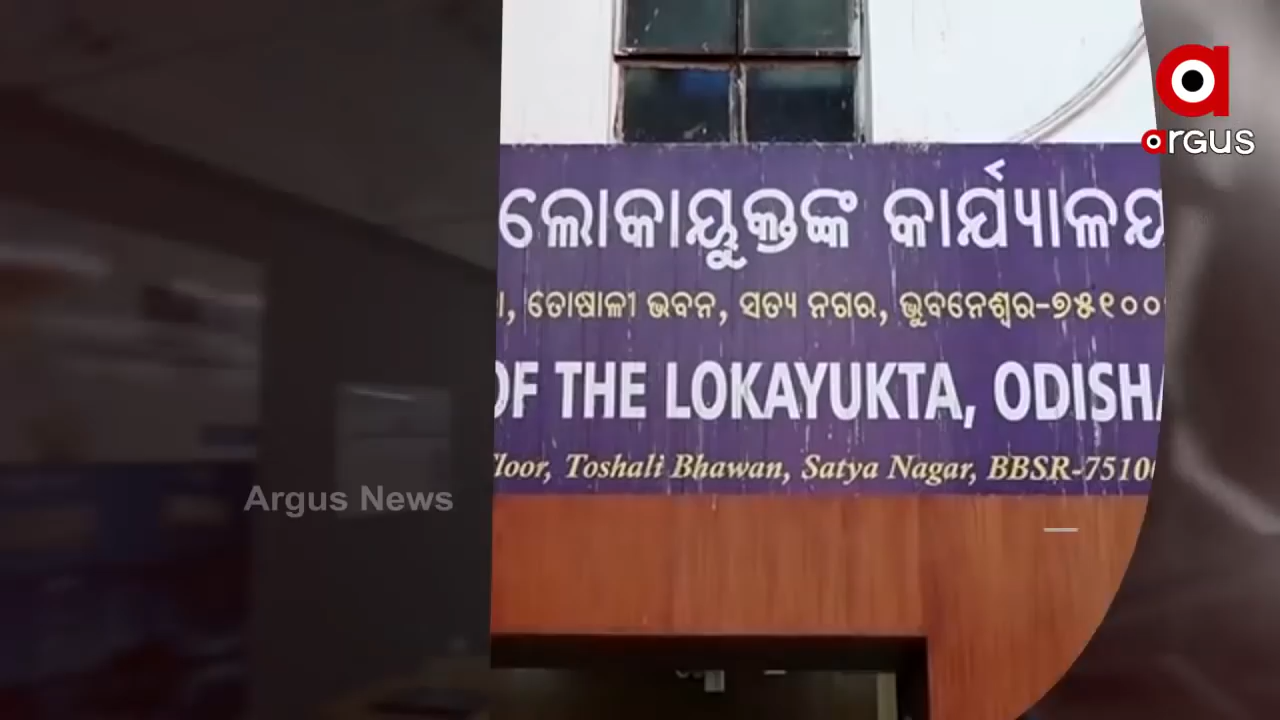 argus
ଲୋକାୟୁକ୍ତଙ୍କ କାର୍ଯ୍ୟାଳୟ
, ତୋଷାଳୀ ଭବନ, ସତ୍ୟ ନଗର, ଭୁବନେଶ୍ୱର-୭୫୧୦୦
OF THE LOKAYUKTA, ODISHA
floor, Toshali Bhawan, Satya Nagar, BBSR-75100
Argus News